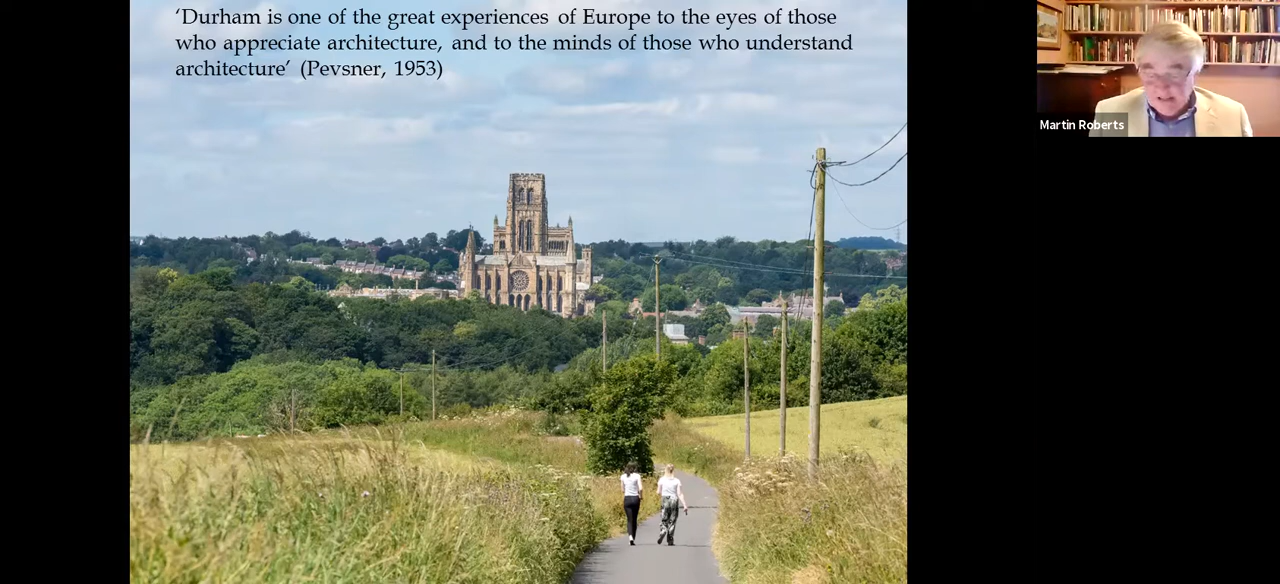 ‘Durham is one of the great experiences of Europe to the eyes of those
who appreciate architecture, and to the minds of those who understand
architecture’ (Pevsner, 1953)
Martin Roberts